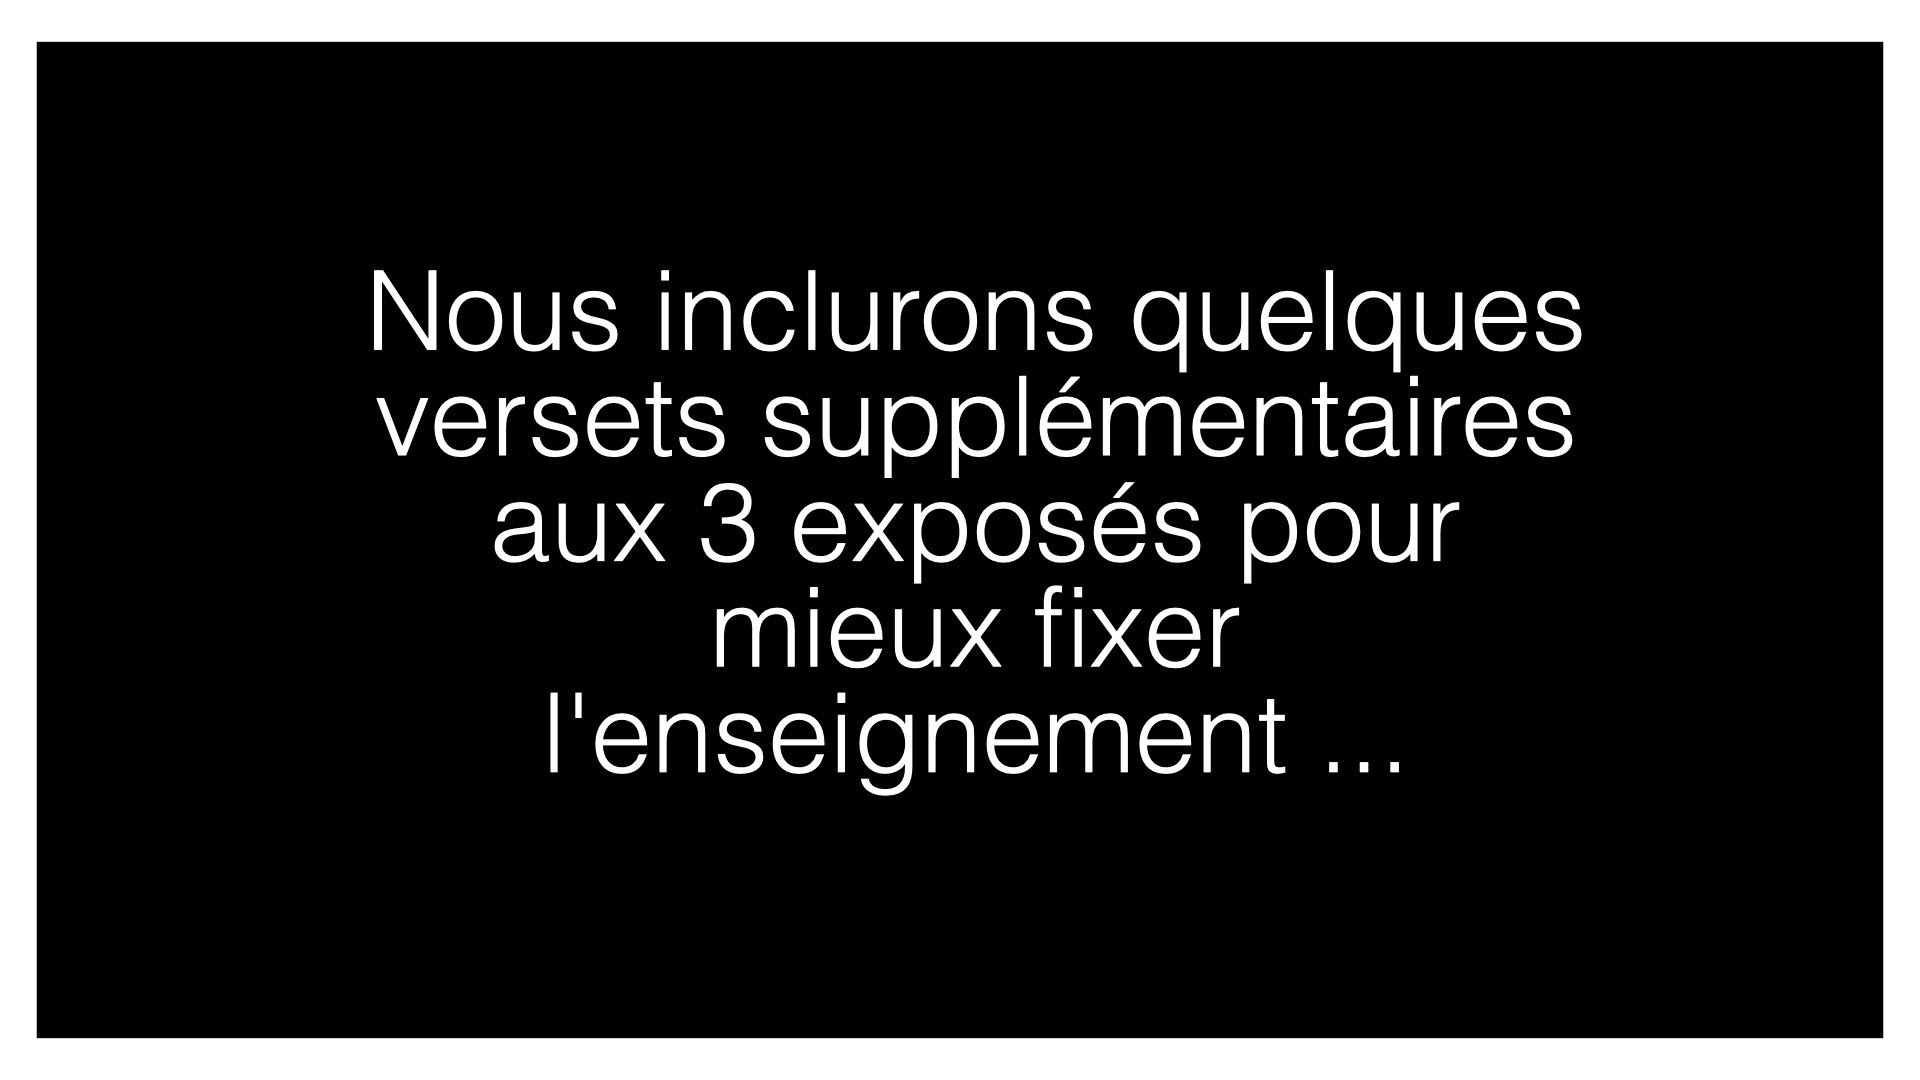 Nous inclurons quelques
versets supplémentaires
aux 3 exposés pour
mieux fixer
l'enseignement ...